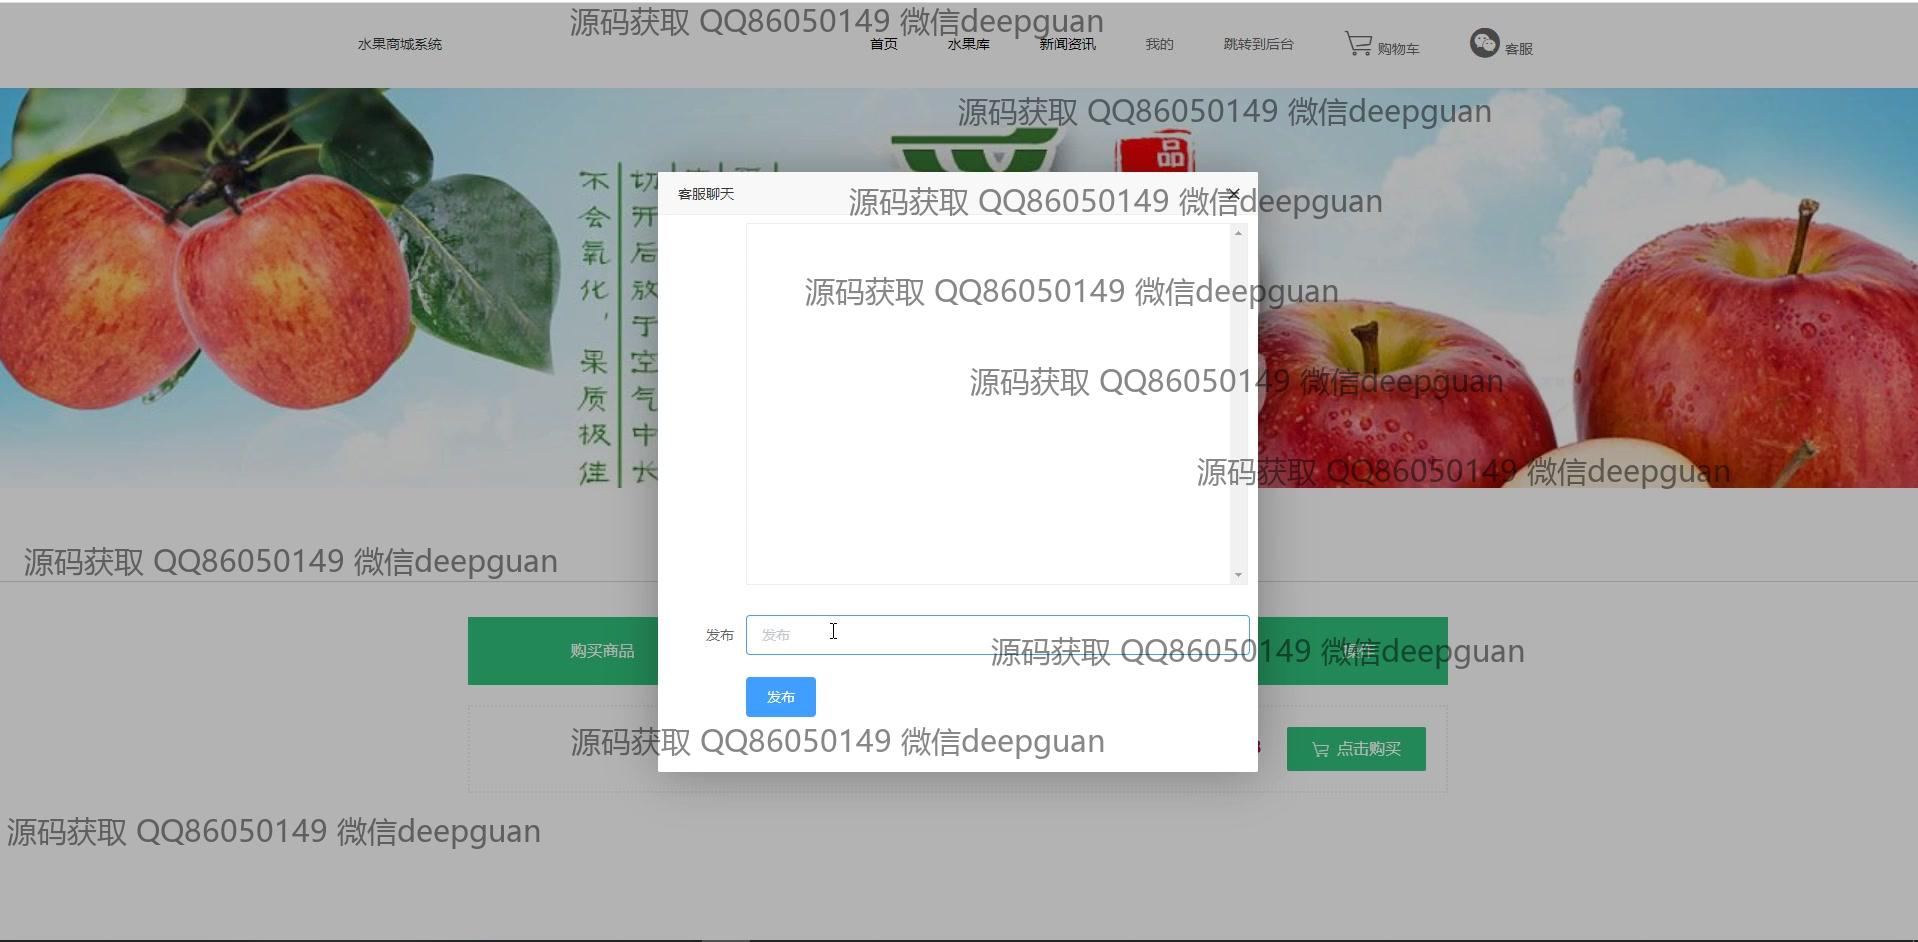 源码获取 QQ86050149 微信deepguan
水果商城系统
首页
水果库
新闻资讯
我的
跳转到后台
购物车
客服
源码获取 QQ86050149 微信deepguan
品
客服聊天
×
源码获取 QQ86050149 微信deepguan
不会氧化，果质极佳
切开后放于空气中长
源码获取 QQ86050149 微信deepguan
源码获取 QQ86050149 微信deepguan
源码获取 QQ86050149 微信deepguan
源码获取 QQ86050149 微信deepguan
购买商品
发布
发布
操作
源码获取 QQ86050149 微信deepguan
发布
源码获取 QQ86050149 微信deepguan
点击购买
源码获取 QQ86050149 微信deepguan